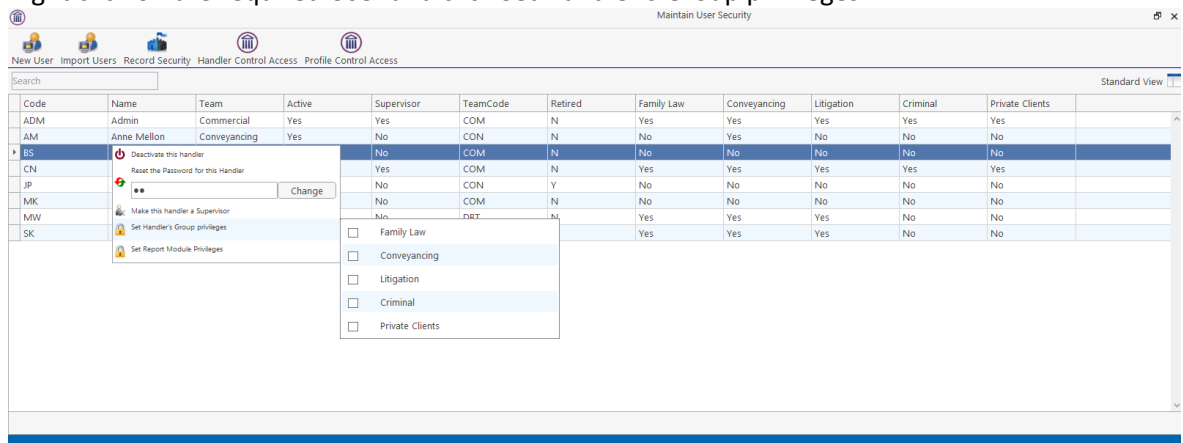 Maintain User Security
New User Import Users Record Security Handler Control Access Profile Control Access
Search Standard View
Code Name Team Active Supervisor TeamCode Retired Family Law Conveyancing Litigation Criminal Private Clients
ADM Admin Commercial Yes Yes COM N Yes Yes Yes Yes Yes
AM Anne Mellon Conveyancing Yes No CON N No Yes No No No
BS No COM N No No No No No
CN Yes COM N Yes Yes Yes Yes Yes
JP No CON Y No No No No No
MK No COM N No No No No No
MW No DBT N Yes Yes Yes No No
SK Yes Yes Yes No No
Deactivate this handler
Reset the Password for this Handler
Change
Make this handler a Supervisor
Set Handler's Group privileges
Set Report Module Privileges
Family Law
Conveyancing
Litigation
Criminal
Private Clients